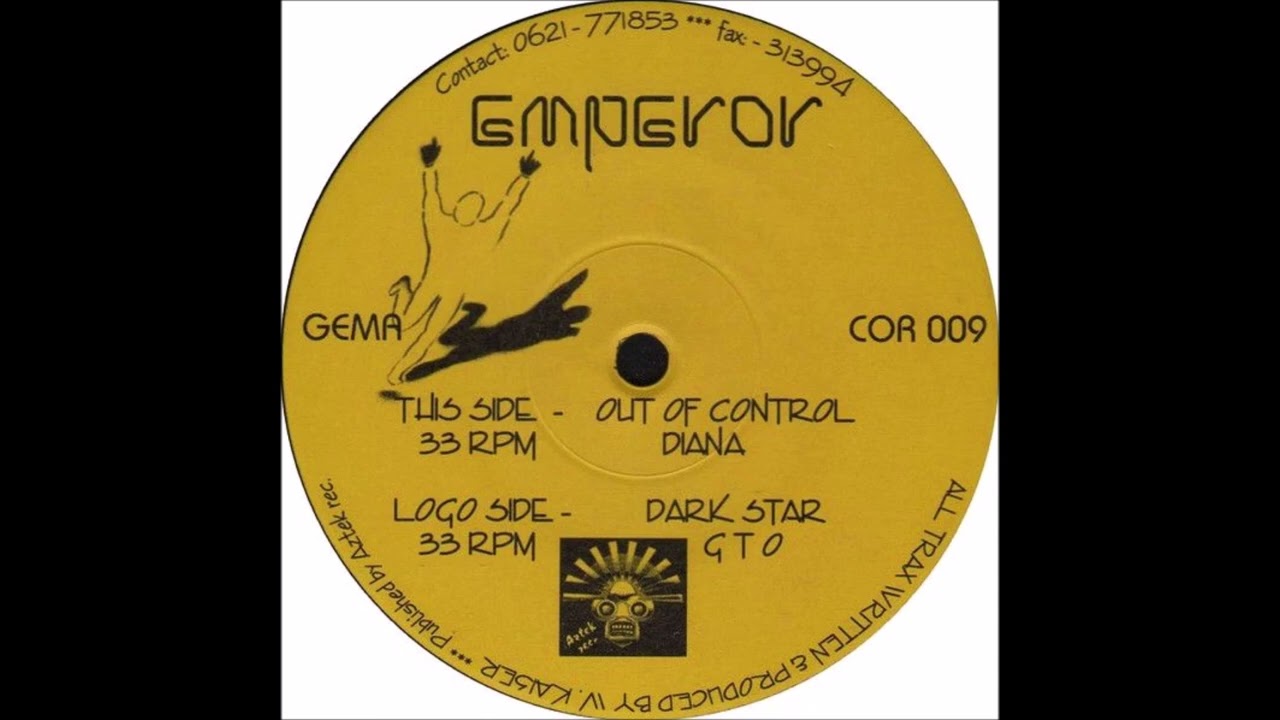 Contact: 0621-771853 *** fax: - 313994
Emperor
GEMA
COR 009
THIS SIDE - OUT OF CONTROL
33 RPM DIANA
LOGO SIDE - DARK STAR
33 RPM G T O
Aztek rec.
ALL TRAX WRITTEN & PRODUCED BY W. KAISER *** Published by Aztek rec.